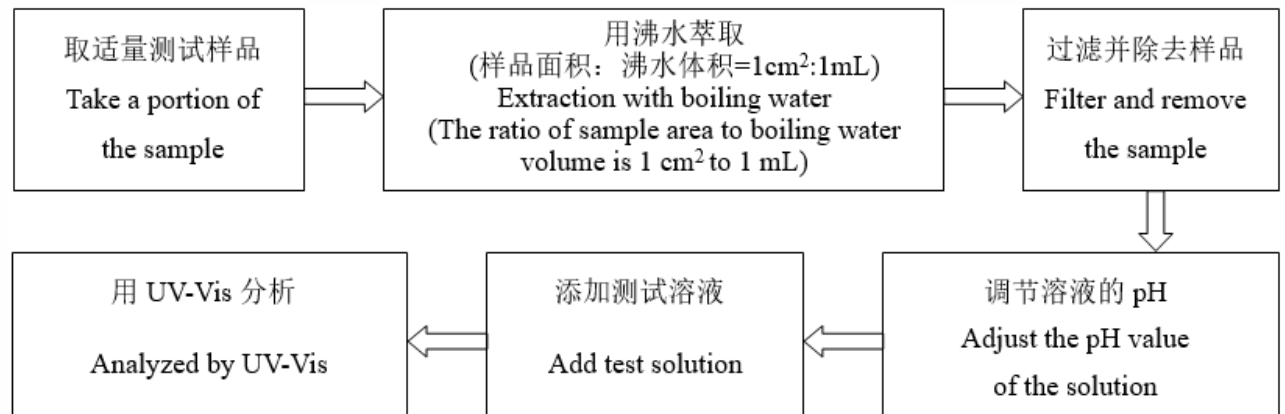 取适量测试样品
Take a portion of
the sample
用沸水萃取
(样品面积：沸水体积=1cm²:1mL)
Extraction with boiling water
(The ratio of sample area to boiling water
volume is 1 cm² to 1 mL)
过滤并除去样品
Filter and remove
the sample
调节溶液的 pH
Adjust the pH value
of the solution
添加测试溶液
Add test solution
用 UV-Vis 分析
Analyzed by UV-Vis